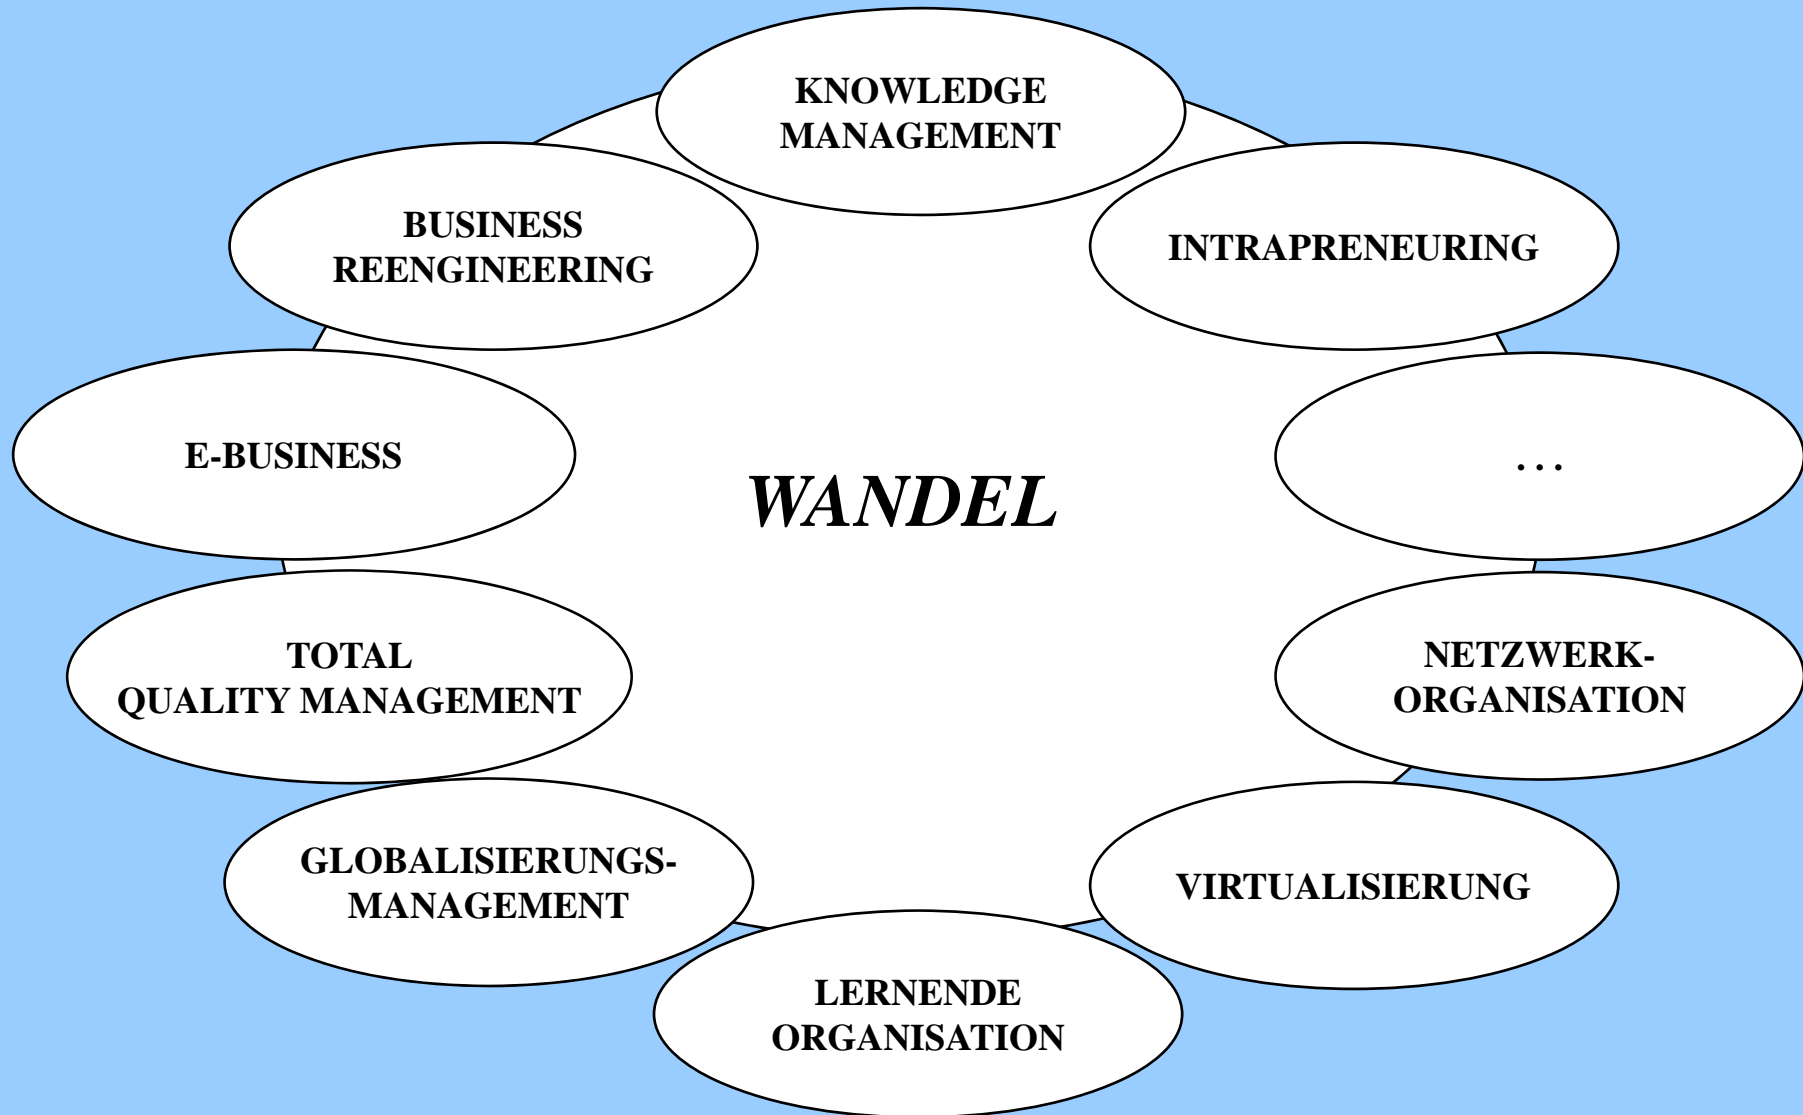 KNOWLEDGE
MANAGEMENT
BUSINESS
REENGINEERING
INTRAPRENEURING
E-BUSINESS
...
WANDEL
TOTAL
QUALITY MANAGEMENT
NETZWERK-
ORGANISATION
GLOBALISIERUNGS-
MANAGEMENT
VIRTUALISIERUNG
LERNENDE
ORGANISATION